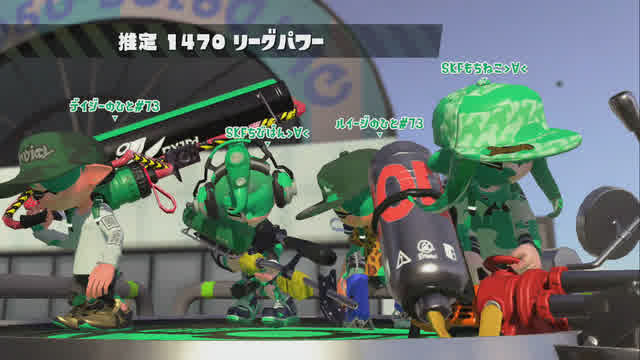 推定 1470 リーグパワー
デイジーのひと#73
SKFちびぱん>∀<
ルイージのひと#73
SKFもちねこ>∀<